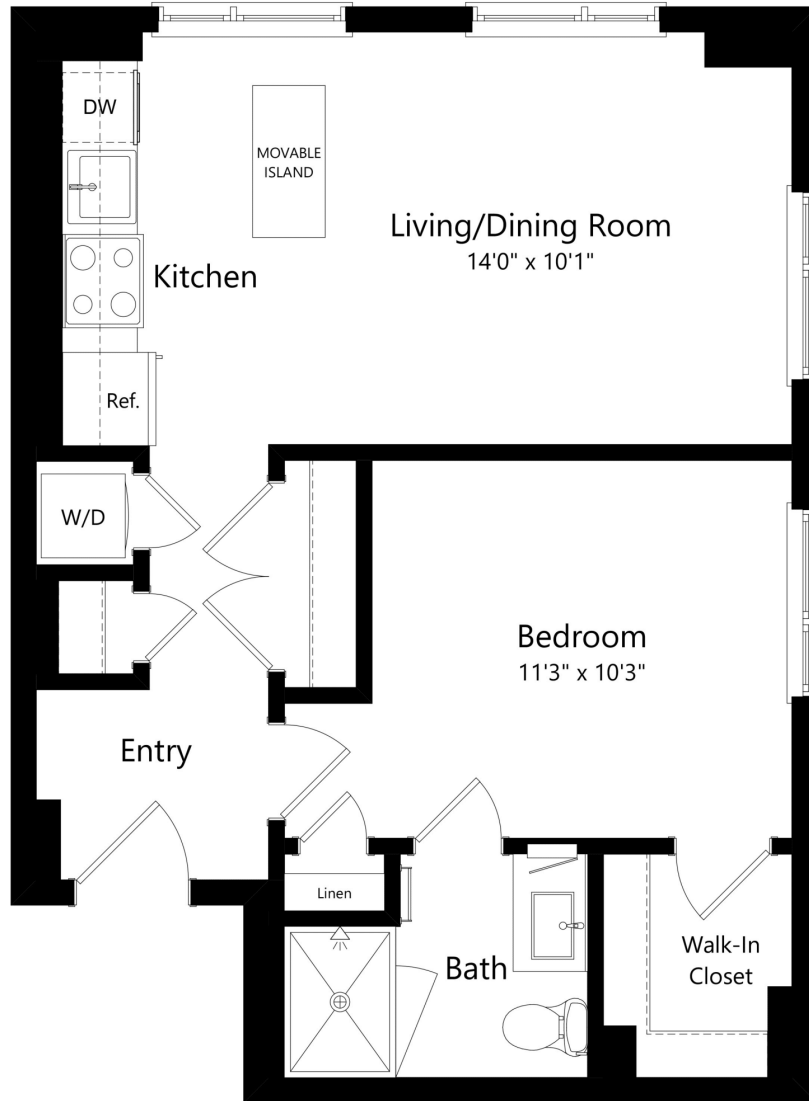 DW
MOVABLE
ISLAND
Living/Dining Room
14'0" x 10'1"
Kitchen
Ref.
W/D
Bedroom
11'3" x 10'3"
Entry
Linen
Walk-In
Closet
Bath